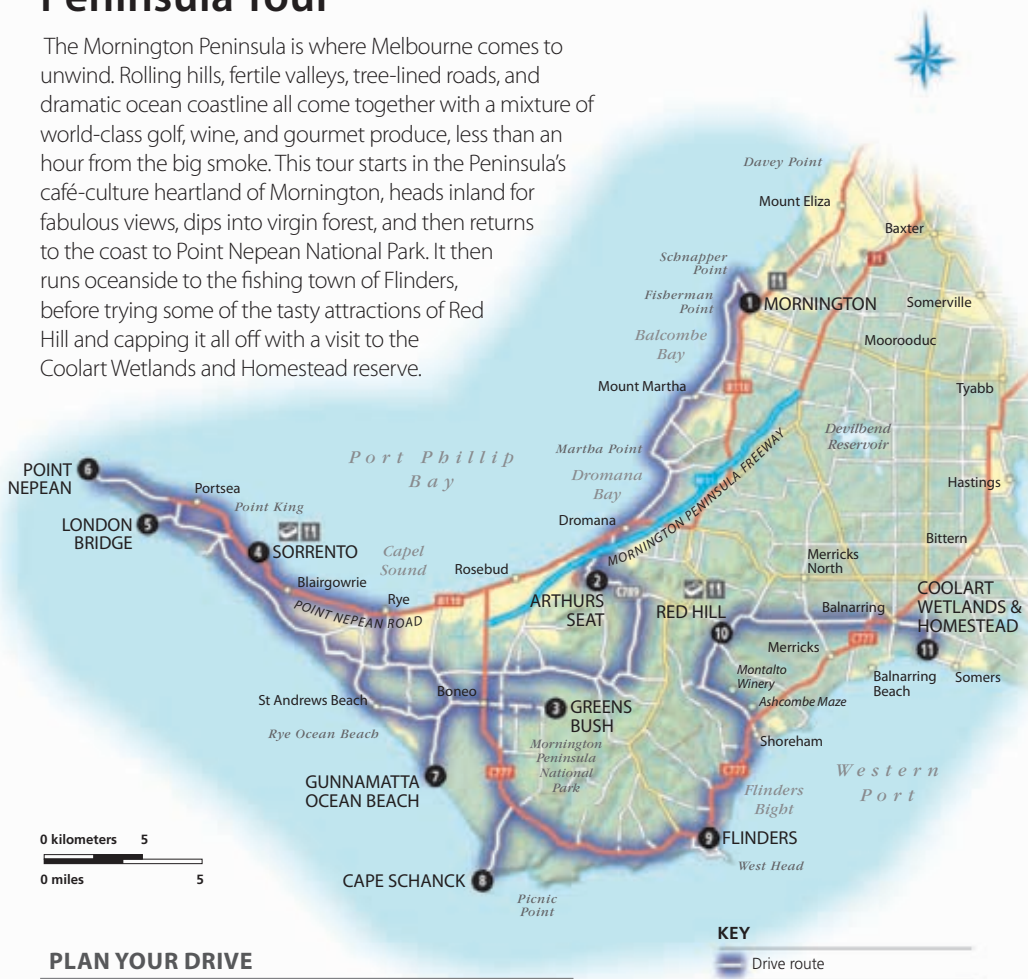 Peninsula Tour
The Mornington Peninsula is where Melbourne comes to
unwind. Rolling hills, fertile valleys, tree-lined roads, and
dramatic ocean coastline all come together with a mixture of
world-class golf, wine, and gourmet produce, less than an
hour from the big smoke. This tour starts in the Peninsula’s
café-culture heartland of Mornington, heads inland for
fabulous views, dips into virgin forest, and then returns
to the coast to Point Nepean National Park. It then
runs oceanside to the fishing town of Flinders,
before trying some of the tasty attractions of Red
Hill and capping it all off with a visit to the
Coolart Wetlands and Homestead reserve.
Davey Point
Mount Eliza
Baxter
Schnapper
Point
11
Fisherman
Point
1 MORNINGTON
Somerville
Balcombe
Bay
Moorooduc
Mount Martha
B110
Tyabb
Devilbend
Reservoir
Martha Point
Port Phillip
Bay
Dromana
Bay
MORNINGTON PENINSULA FREEWAY
Hastings
POINT
NEPEAN
6
Portsea
Point King
LONDON
BRIDGE
5
4 SORRENTO
11
Capel
Sound
Dromana
Bittern
Blairgowrie
Rosebud
Rye
B110
POINT NEPEAN ROAD
2
ARTHURS
SEAT
C789
11
RED HILL
10
Merricks
North
Balnarring
COOLART
WETLANDS &
HOMESTEAD
11
C777
Merricks
Montalto
Winery
Ashcombe Maze
Balnarring
Beach
Somers
St Andrews Beach
Boneo
3 GREENS
BUSH
Rye Ocean Beach
Mornington
Peninsula
National
Park
Shoreham
GUNNAMATTA
OCEAN BEACH
7
C777
C777
Western
Port
Flinders
Bight
9 FLINDERS
West Head
0 kilometers 5
0 miles 5
CAPE SCHANCK 8
Picnic
Point
KEY
Drive route
PLAN YOUR DRIVE